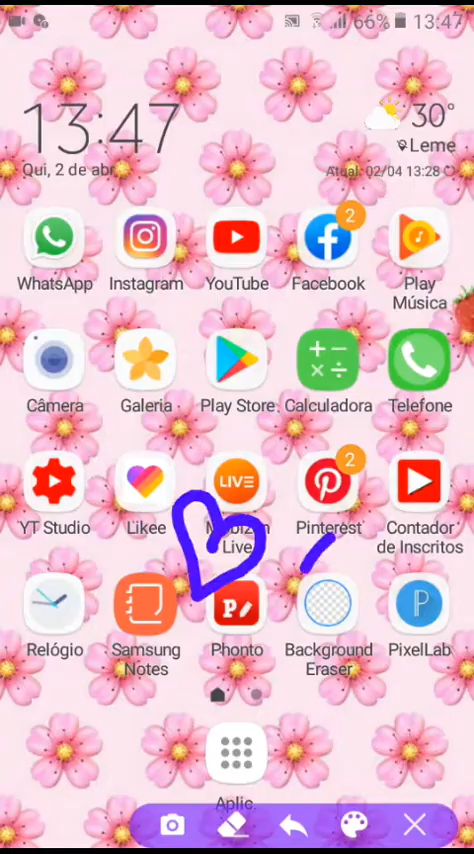 66% 13:47
13:47
30°
Leme
Qui, 2 de abr.
Atual. 02/04 13:28
2
WhatsApp Instagram YouTube Facebook Play Música
Câmera Galeria Play Store Calculadora Telefone
LIVE
2
YT Studio Likee Mobizen Live Pinterest Contador de Inscritos
Relógio Samsung Notes Phonto Background Eraser PixelLab
Aplic.